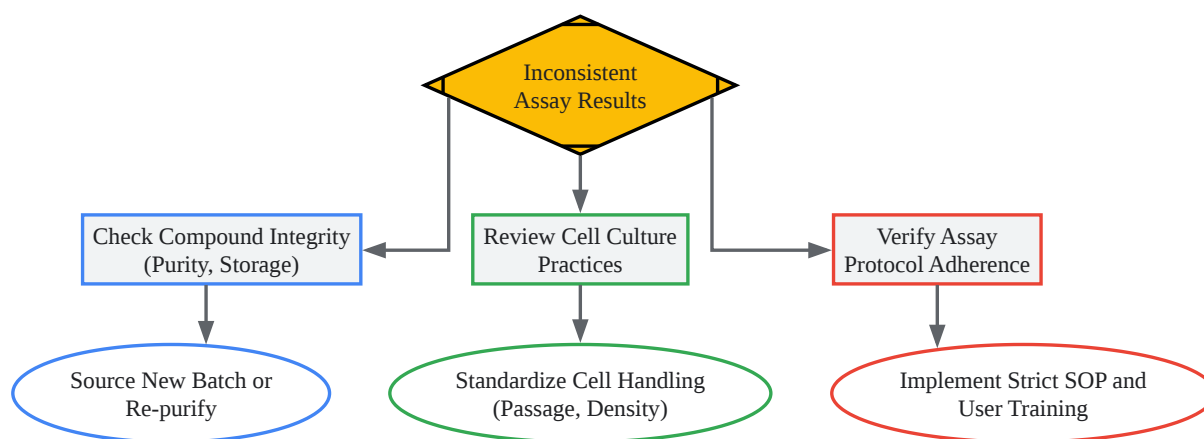 Inconsistent
Assay Results
Check Compound Integrity
(Purity, Storage)
Review Cell Culture
Practices
Verify Assay
Protocol Adherence
Source New Batch or
Re-purify
Standardize Cell Handling
(Passage, Density)
Implement Strict SOP and
User Training